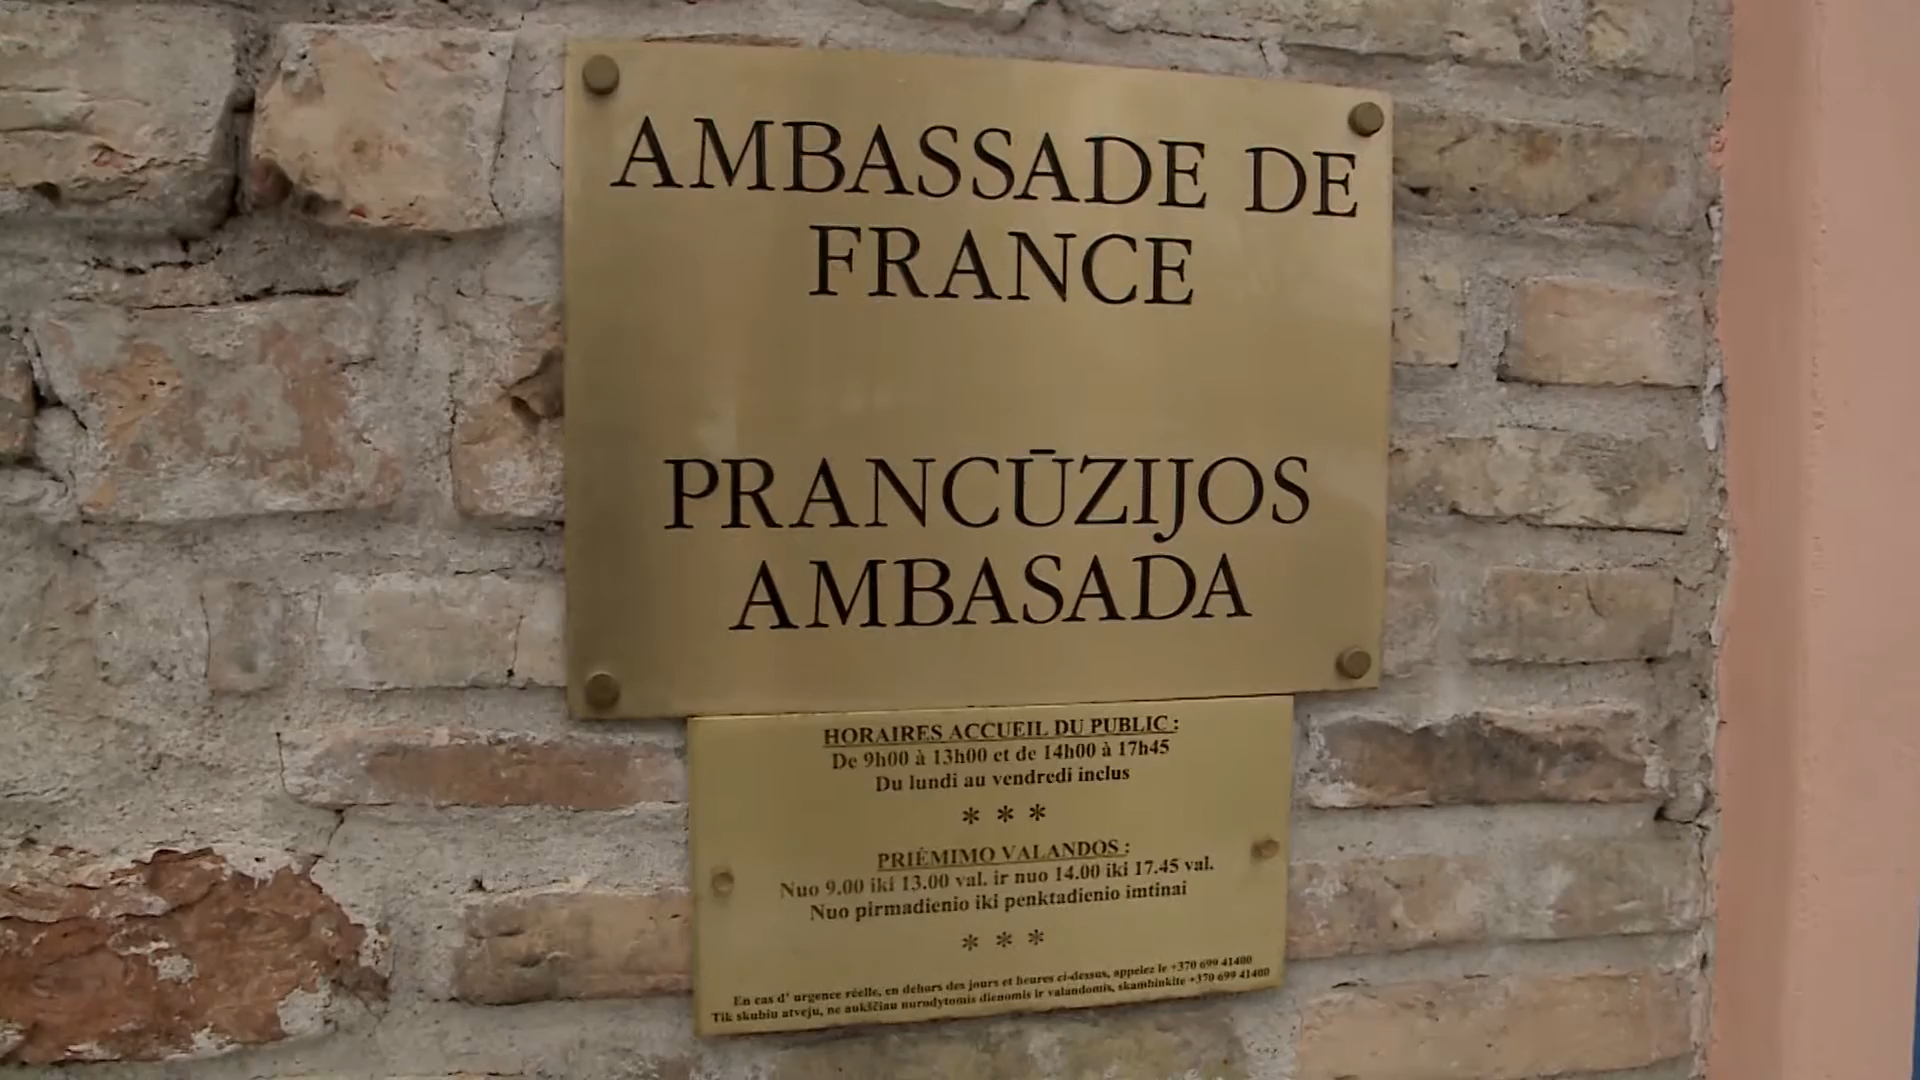 AMBASSADE DE
FRANCE
PRANCŪZIJOS
AMBASADA
HORAIRES ACCUEIL DU PUBLIC :
De 9h00 à 13h00 et de 14h00 à 17h45
Du lundi au vendredi inclus
* * *
PRIĖMIMO VALANDOS :
Nuo 9.00 iki 13.00 val. ir nuo 14.00 iki 17.45 val.
Nuo pirmadienio iki penktadienio imtinai
* * *
En cas d' urgence réelle, en dehors des jours et heures ci-dessus, appelez le +370 699 41400
Tik skubiu atveju, ne aukščiau nurodytomis dienomis ir valandomis, skambinkite +370 699 41400